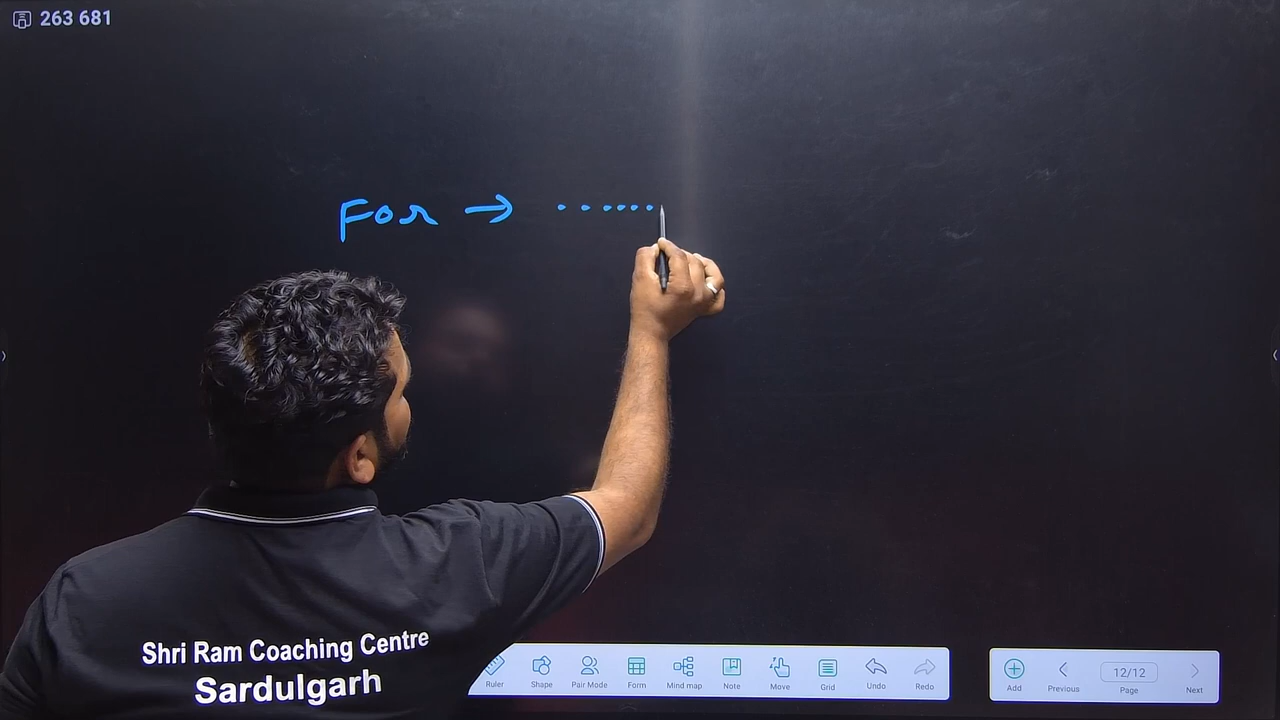 263 681
For → . . . . . . .
Shri Ram Coaching Centre
Sardulgarh
Ruler Shape Pair Mode Form Mind map Note Move Grid Undo Redo Add Previous 12/12 Page Next